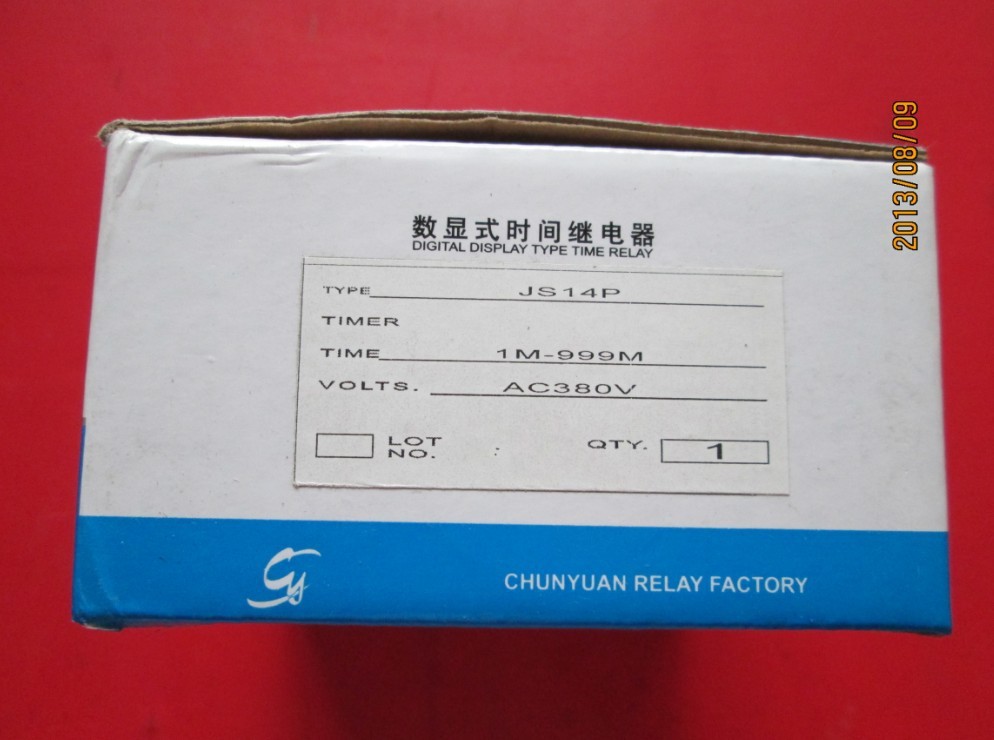 2013/08/09
数显式时间继电器
DIGITAL DISPLAY TYPE TIME RELAY
TYPE JS14P
TIMER
TIME 1M-999M
VOLTS. AC380V
LOT NO. : QTY. 1
Cy
CHUNYUAN RELAY FACTORY